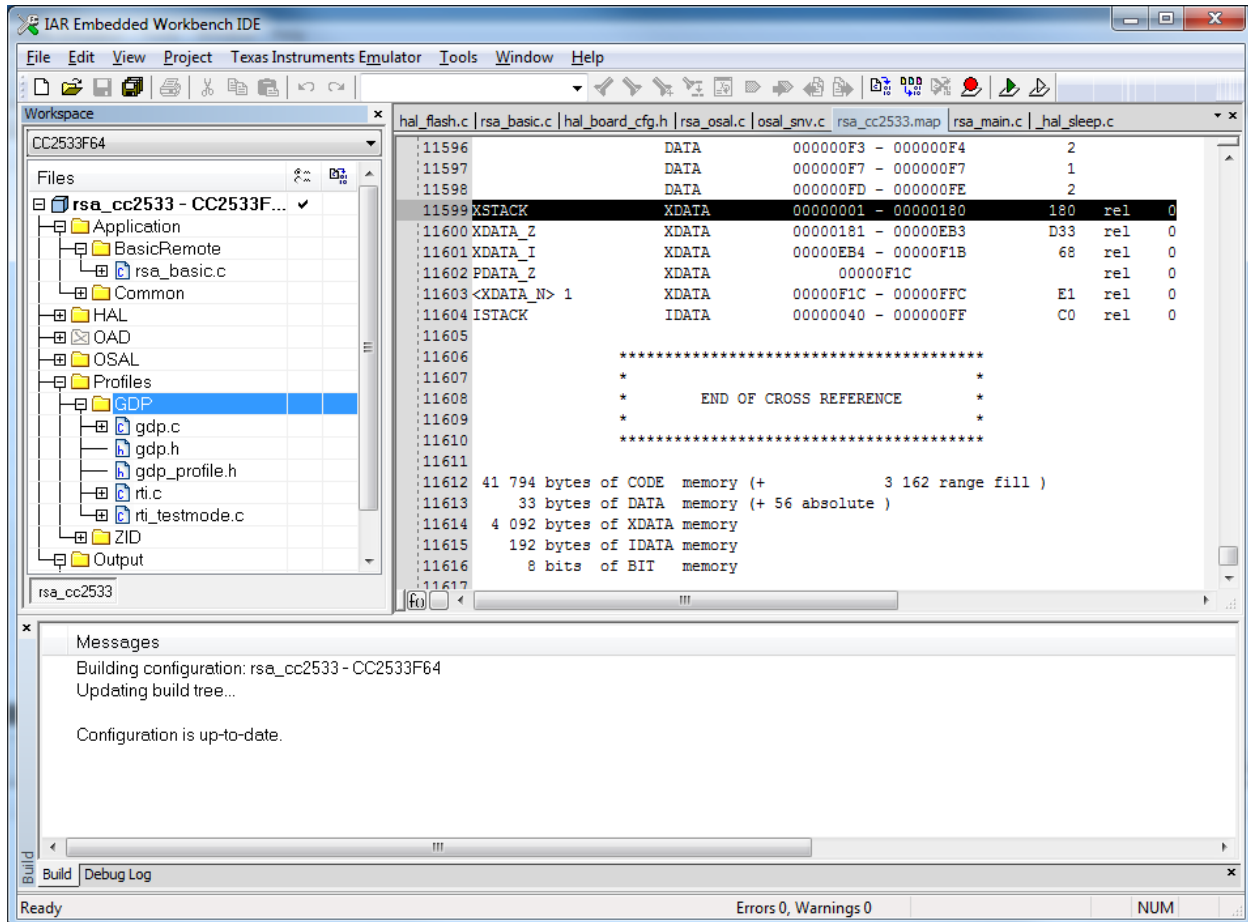 IAR Embedded Workbench IDE
File Edit View Project Texas Instruments Emulator Tools Window Help
Workspace
CC2533F64
Files
rsa_cc2533 - CC2533F...
Application
BasicRemote
rsa_basic.c
Common
HAL
OAD
OSAL
Profiles
GDP
gdp.c
gdp.h
gdp_profile.h
rti.c
rti_testmode.c
ZID
Output
rsa_cc2533
hal_flash.c | rsa_basic.c | hal_board_cfg.h | rsa_osal.c | osal_snv.c rsa_cc2533.map rsa_main.c | _hal_sleep.c
11596 DATA 000000F3 - 000000F4 2
11597 DATA 000000F7 - 000000F7 1
11598 DATA 000000FD - 000000FE 2
11599 XSTACK XDATA 00000001 - 00000180 180 rel 0
11600 XDATA_Z XDATA 00000181 - 00000EB3 D33 rel 0
11601 XDATA_I XDATA 00000EB4 - 00000F1B 68 rel 0
11602 PDATA_Z XDATA 00000F1C rel 0
11603 <XDATA_N> 1 XDATA 00000F1C - 00000FFC E1 rel 0
11604 ISTACK IDATA 00000040 - 000000FF C0 rel 0
11605
11606 ****************************************
11607 * *
11608 * END OF CROSS REFERENCE *
11609 * *
11610 ****************************************
11611
11612 41 794 bytes of CODE memory (+ 3 162 range fill )
11613 33 bytes of DATA memory (+ 56 absolute )
11614 4 092 bytes of XDATA memory
11615 192 bytes of IDATA memory
11616 8 bits of BIT memory
11617
f()
Messages
Building configuration: rsa_cc2533 - CC2533F64
Updating build tree...
Configuration is up-to-date.
Build
Build Debug Log
Ready Errors 0, Warnings 0 NUM